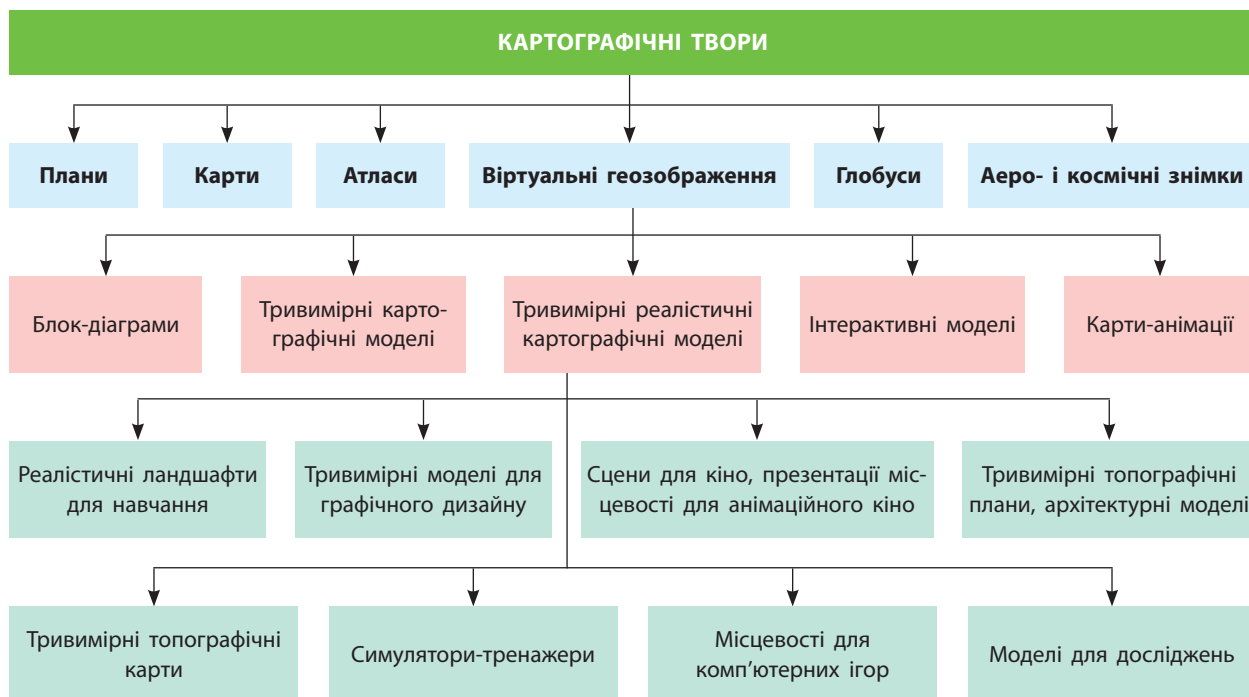 КАРТОГРАФІЧНІ ТВОРИ
Плани
Карти
Атласи
Віртуальні геозображення
Глобуси
Аеро- і космічні знімки
Блок-діаграми
Тривимірні карто-
графічні моделі
Тривимірні реалістичні
картографічні моделі
Інтерактивні моделі
Карти-анімації
Реалістичні ландшафти
для навчання
Тривимірні моделі для
графічного дизайну
Сцени для кіно, презентації міс-
цевості для анімаційного кіно
Тривимірні топографічні
плани, архітектурні моделі
Тривимірні топографічні
карти
Симулятори-тренажери
Місцевості для
комп’ютерних ігор
Моделі для досліджень